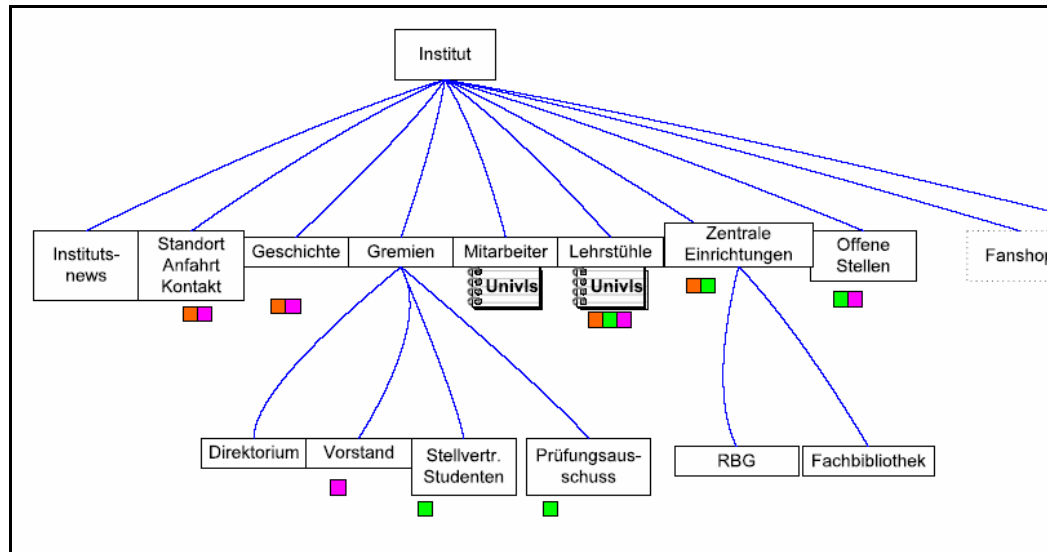 Institut
Instituts-
news
Standort
Anfahrt
Kontakt
Geschichte
Gremien
Mitarbeiter
UnivIs
Lehrstühle
UnivIs
Zentrale
Einrichtungen
Offene
Stellen
Fanshop
Direktorium
Vorstand
Stellvertr.
Studenten
Prüfungsaus-
schuss
RBG
Fachbibliothek